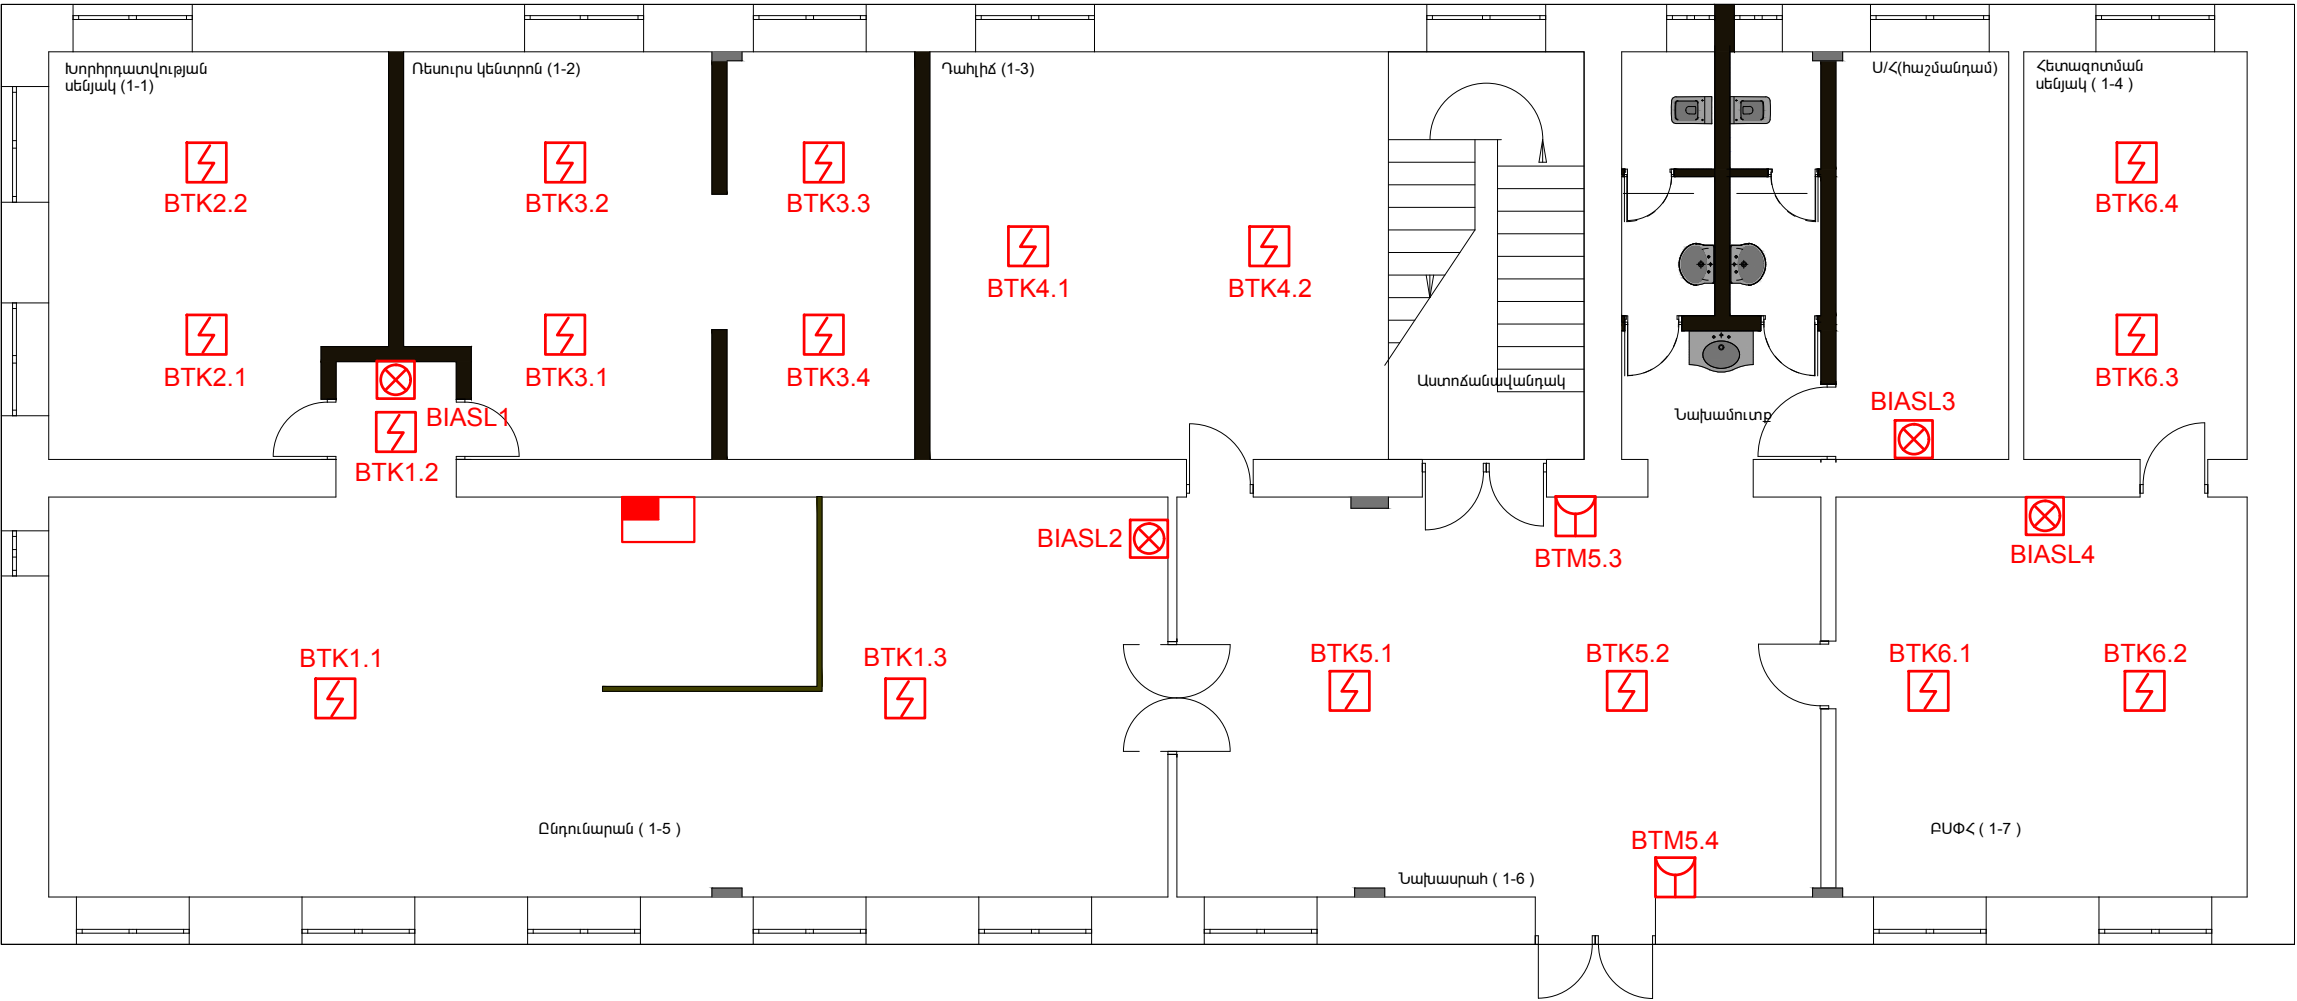 Խորհրդատվության
սենյակ (1-1)
Ռեսուրս կենտրոն (1-2)
Դահլիճ (1-3)
Ս/Հ(հաշմանդամ)
Հետազոտման
սենյակ ( 1-4 )
BTK2.2
BTK3.2
BTK3.3
BTK6.4
BTK4.1
BTK4.2
BTK2.1
BTK3.1
BTK3.4
BTK6.3
Աստոճանավանդակ
BIASL1
BIASL3
Նախամուտք
BTK1.2
BIASL2
BTM5.3
BIASL4
BTK1.1
BTK1.3
BTK5.1
BTK5.2
BTK6.1
BTK6.2
Ընդունարան ( 1-5 )
ԲՍՓՀ ( 1-7 )
BTM5.4
Նախասրահ ( 1-6 )